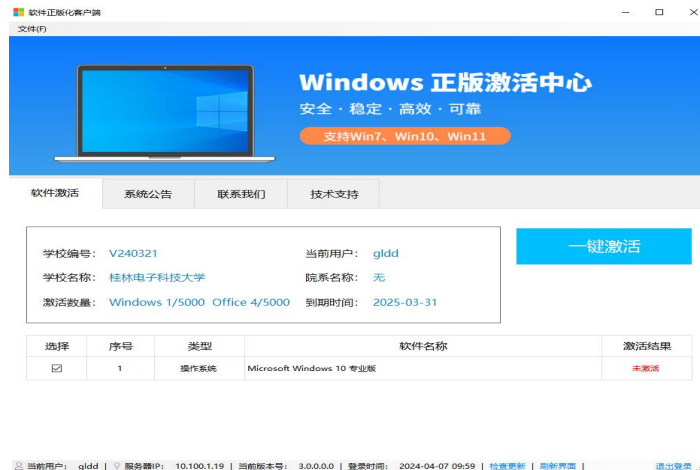 软件正版化客户端
文件(F)
Windows 正版激活中心
安全 · 稳定 · 高效 · 可靠
支持Win7、Win10、Win11
软件激活 系统公告 联系我们 技术支持
学校编号： V240321 当前用户： gldd
一键激活
学校名称： 桂林电子科技大学 院系名称： 无
激活数量： Windows 1/5000 Office 4/5000 到期时间： 2025-03-31
选择 序号 类型 软件名称 激活结果
1 操作系统 Microsoft Windows 10 专业版 未激活
当前用户： gldd | 服务器IP： 10.100.1.19 | 当前版本号： 3.0.0.0.0 | 登录时间： 2024-04-07 09:59 | 检查更新 | 刷新界面 | 退出登录